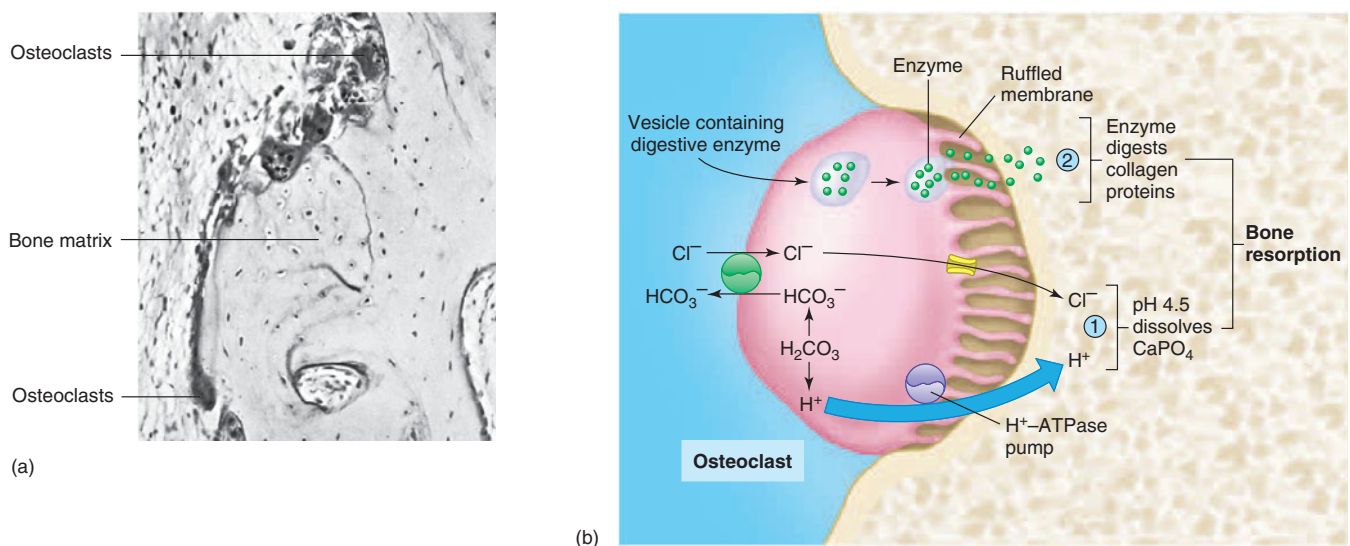 Osteoclasts
Bone matrix
Osteoclasts
(a)
Enzyme
Ruffled
membrane
Vesicle containing
digestive enzyme
2
Enzyme
digests
collagen
proteins
Bone
resorption
Cl⁻
Cl⁻
HCO₃⁻
HCO₃⁻
H₂CO₃
H⁺
Cl⁻
1
H⁺
pH 4.5
dissolves
CaPO₄
H⁺–ATPase
pump
Osteoclast
(b)